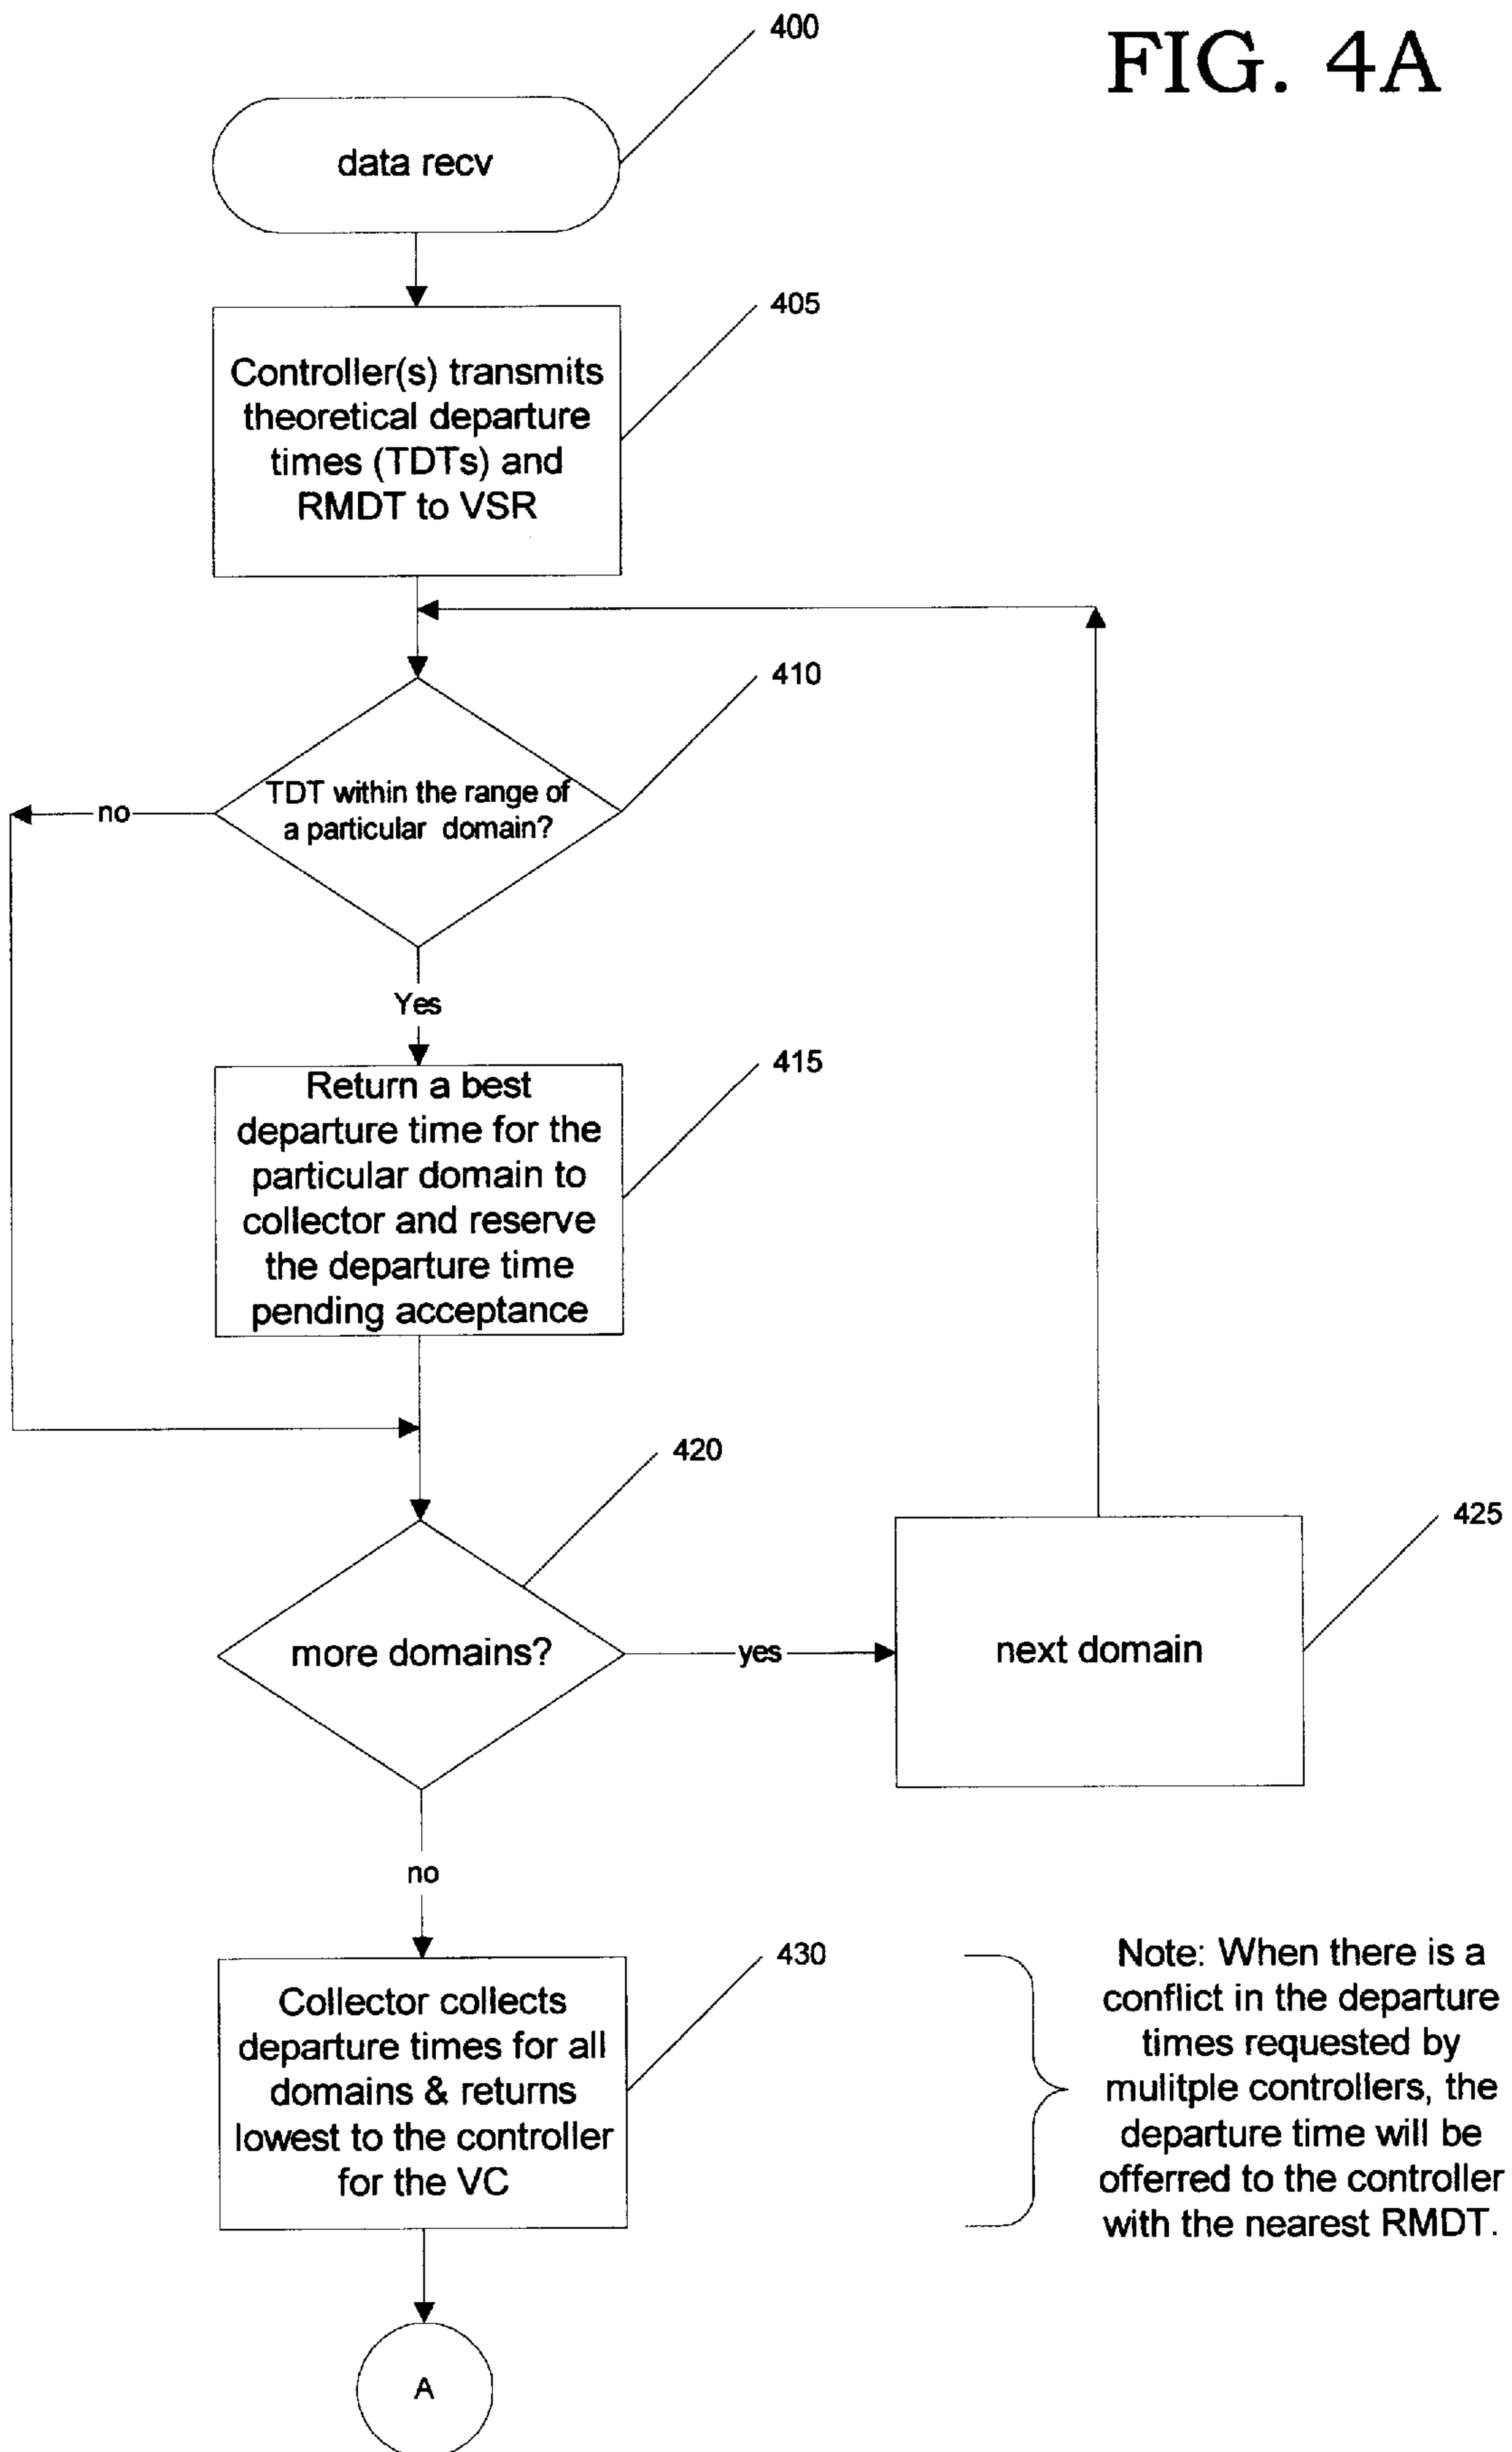 FIG. 4A
400
data recv
405
Controller(s) transmits
theoretical departure
times (TDTs) and
RMDT to VSR
410
TDT within the range of
a particular domain?
no
Yes
415
Return a best
departure time for the
particular domain to
collector and reserve
the departure time
pending acceptance
420
more domains?
yes
425
next domain
no
430
Collector collects
departure times for all
domains & returns
lowest to the controller
for the VC
Note: When there is a
conflict in the departure
times requested by
mulitple controllers, the
departure time will be
offerred to the controller
with the nearest RMDT.
A